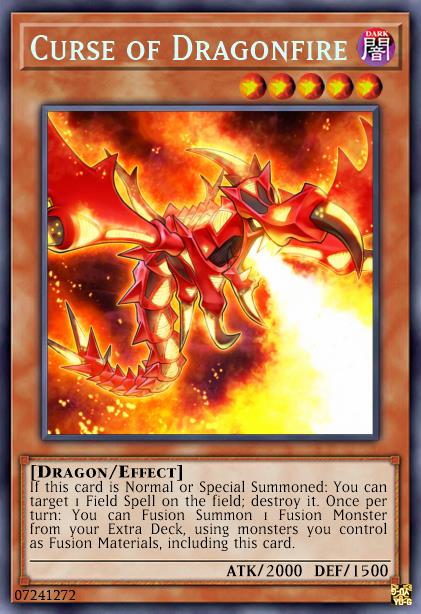 CURSE OF DRAGONFIRE
DARK
闇
[DRAGON/EFFECT]
If this card is Normal or Special Summoned: You can
target 1 Field Spell on the field; destroy it. Once per
turn: You can Fusion Summon 1 Fusion Monster
from your Extra Deck, using monsters you control
as Fusion Materials, including this card.
ATK/2000 DEF/1500
07241272